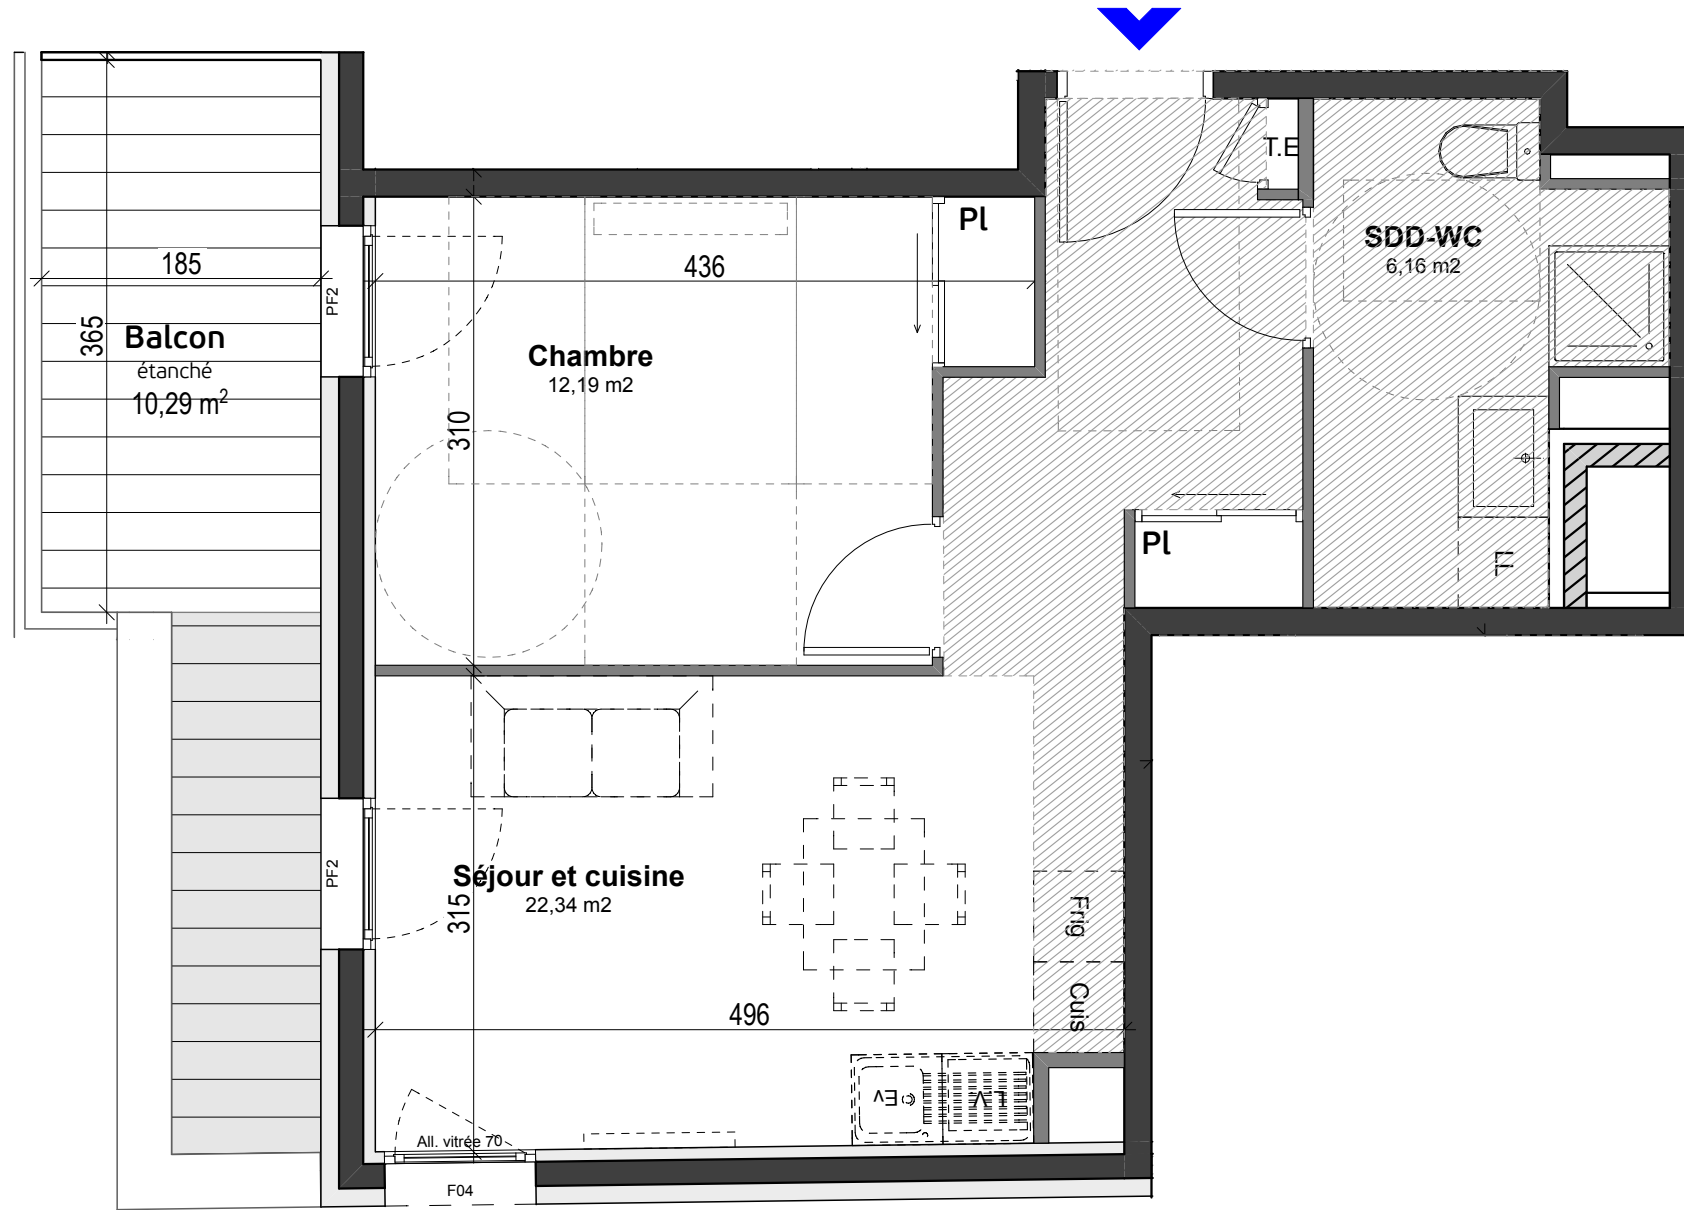 T.E
Pl
SDD-WC
6,16 m2
185
436
PF2
365
Balcon
étanché
10,29 m2
Chambre
12,19 m2
310
Pl
F
PF2
Séjour et cuisine
22,34 m2
315
Frig
Cuis
496
Ev
LV
All. vitrée 70
F04